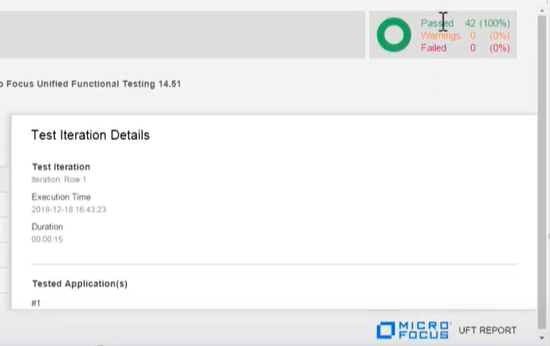 Passed 42 (100%)
Warnings 0 (0%)
Failed 0 (0%)
o Focus Unified Functional Testing 14.51
Test Iteration Details
Test Iteration
Iteration: Row 1
Execution Time
2018-12-18 16:43:23
Duration
00:00:15
Tested Application(s)
#1
MICRO
FOCUS
UFT REPORT